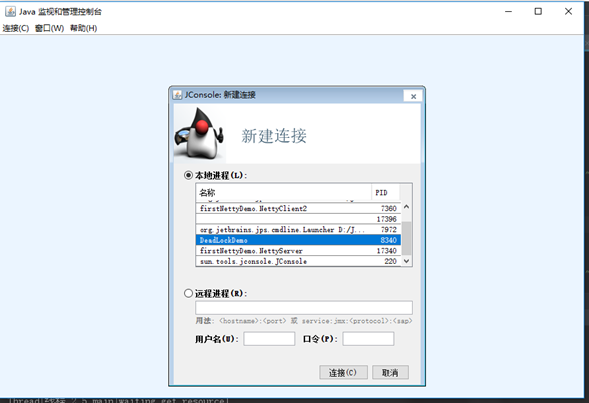 Java 监视和管理控制台
连接(C) 窗口(W) 帮助(H)
JConsole: 新建连接
新建连接
本地进程(L):
名称 PID
firstNettyDemo.NettyClient2 7360
17396
org.jetbrains.jps.cmdline.Launcher D:/J... 7972
DeadLockDemo 8340
firstNettyDemo.NettyServer 17340
sun.tools.jconsole.JConsole 220
远程进程(R):
用法: <hostname>:<port> 或 service:jmx:<protocol>:<sap>
用户名(U): 口令(P):
连接(C) 取消